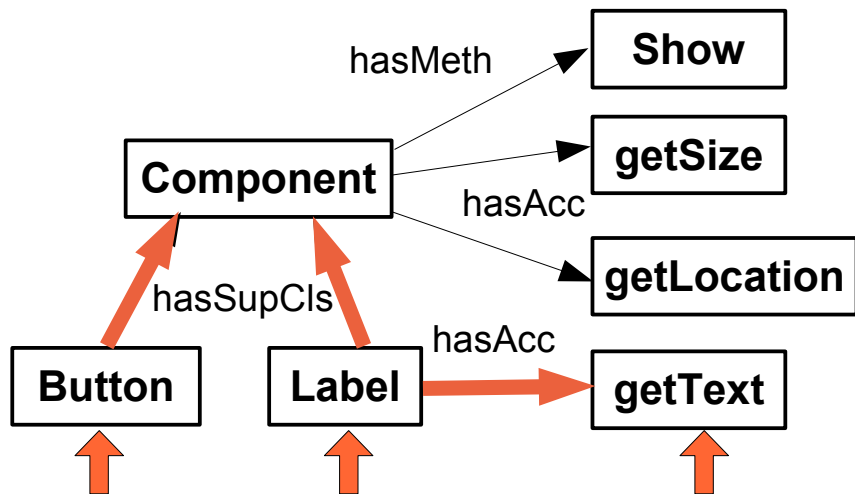 Show
hasMeth
getSize
Component
hasAcc
getLocation
hasSupCls
hasAcc
Button
Label
getText